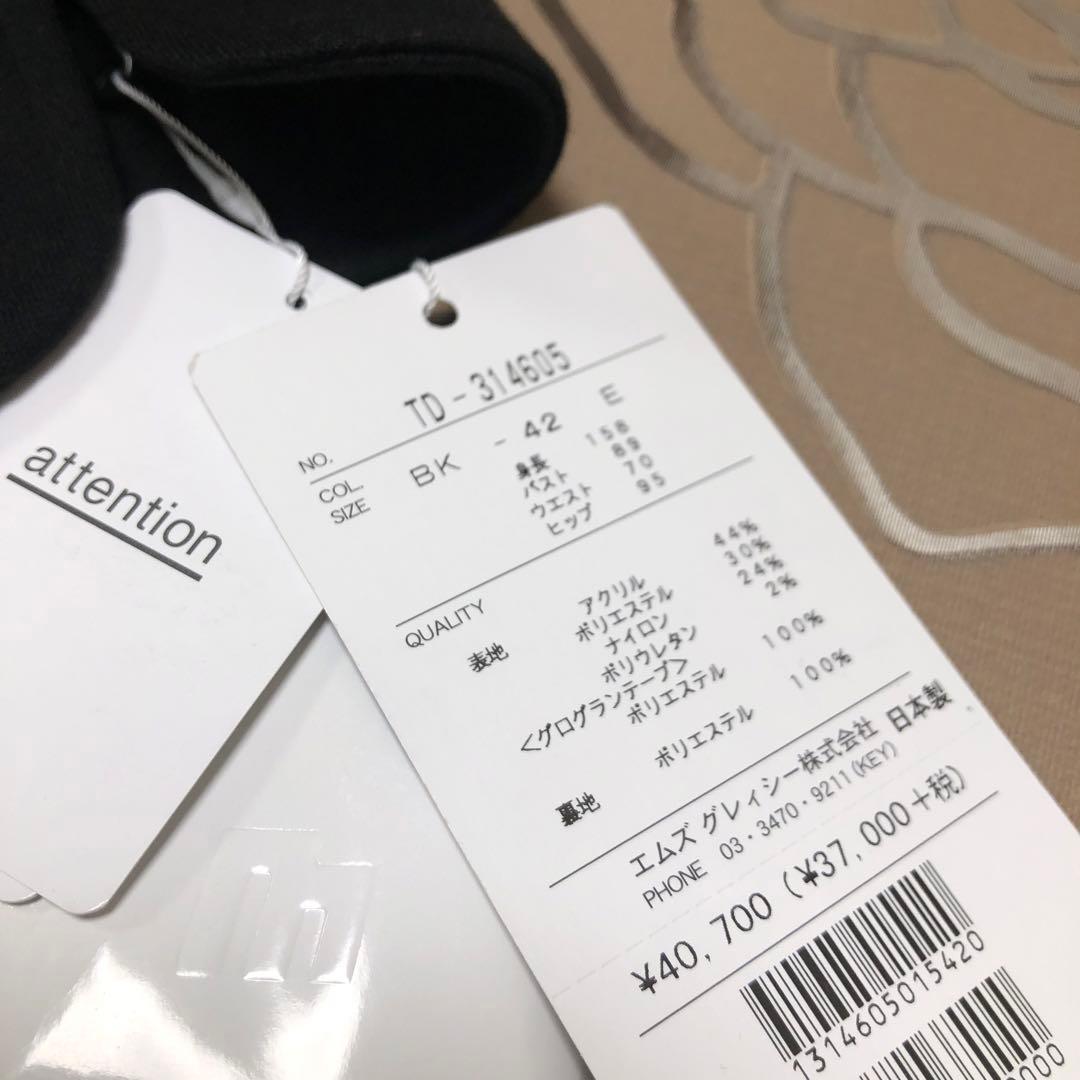 attention
NO. TD-314605
COL. SIZE BK - 42 E
身長 158
バスト 89
ウエスト 70
ヒップ 95
QUALITY
表地 アクリル 44%
ポリエステル 30%
ナイロン 24%
ポリウレタン 2%
<グログランテープ>
ポリエステル 100%
裏地 ポリエステル 100%
エムズ グレィシー株式会社 日本製
PHONE 03・3470・9211(KEY)
¥40,700 (¥37,000+税)
1314605015420